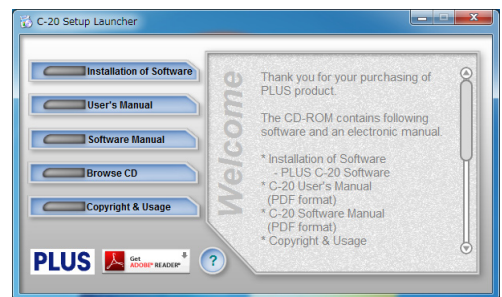 C-20 Setup Launcher
Installation of Software
User's Manual
Software Manual
Browse CD
Copyright & Usage
PLUS
Get
ADOBE® READER®
?
Welcome
Thank you for your purchasing of
PLUS product.
The CD-ROM contains following
software and an electronic manual.
* Installation of Software
- PLUS C-20 Software
* C-20 User's Manual
(PDF format)
* C-20 Software Manual
(PDF format)
* Copyright & Usage